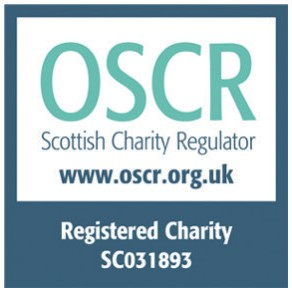 OSCR
Scottish Charity Regulator
www.oscr.org.uk
Registered Charity
SC031893